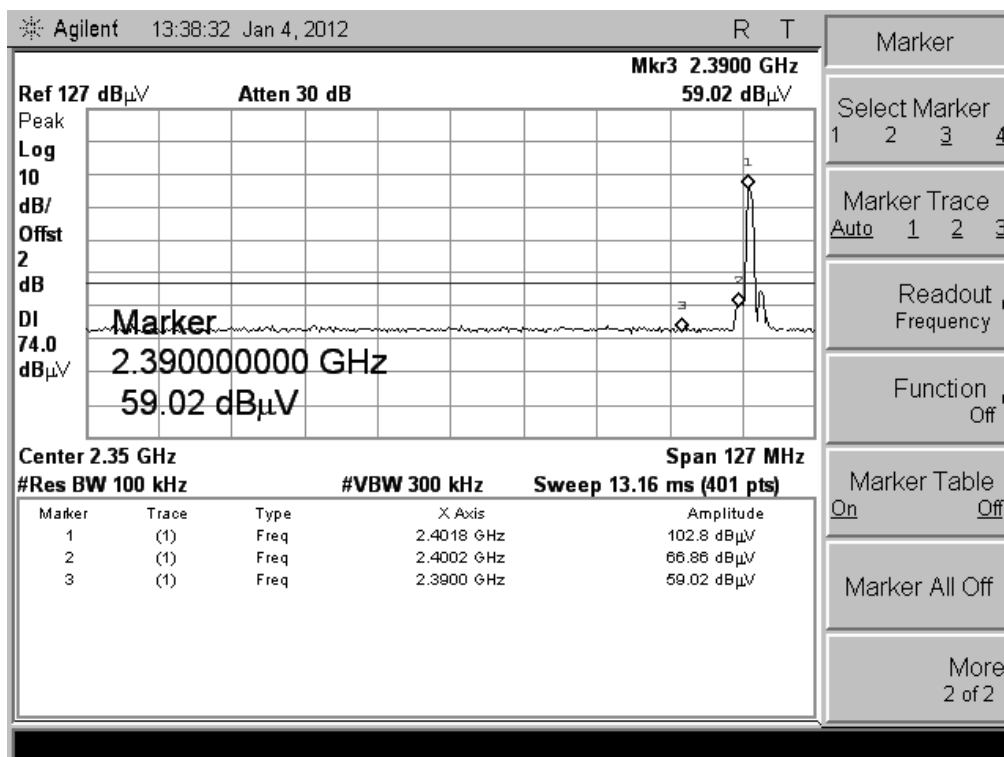 Agilent 13:38:32 Jan 4, 2012 R T
Mkr3 2.3900 GHz
Ref 127 dBµV Atten 30 dB 59.02 dBµV
Peak
Log
10
dB/
Offst
2
dB
DI
74.0
dBµV
1
2
3
Marker
2.390000000 GHz
59.02 dBµV
Center 2.35 GHz Span 127 MHz
#Res BW 100 kHz #VBW 300 kHz Sweep 13.16 ms (401 pts)
Marker Trace Type X Axis Amplitude
1 (1) Freq 2.4018 GHz 102.8 dBµV
2 (1) Freq 2.4002 GHz 66.86 dBµV
3 (1) Freq 2.3900 GHz 59.02 dBµV
Marker
Select Marker
1 2 3 4
Marker Trace
Auto 1 2 3
Readout
Frequency
Function
Off
Marker Table
On Off
Marker All Off
More
2 of 2